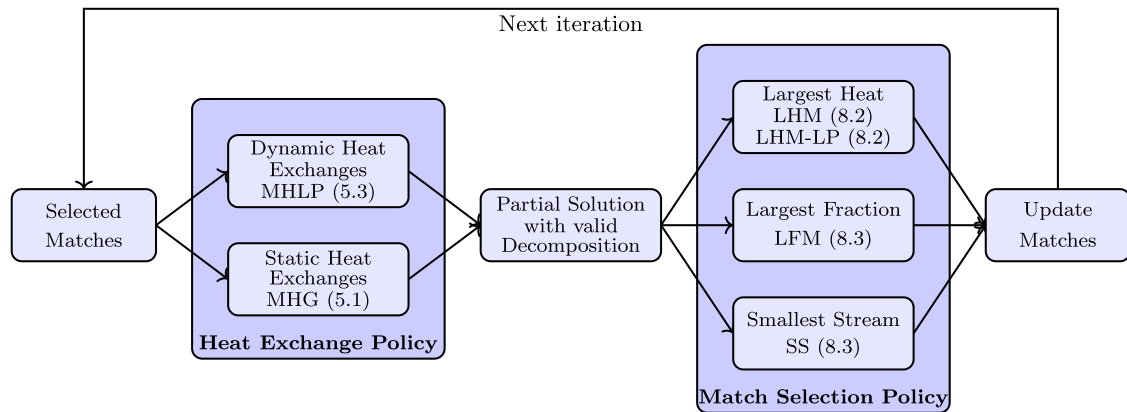 Next iteration
Selected
Matches
Dynamic Heat
Exchanges
MHLP (5.3)
Static Heat
Exchanges
MHG (5.1)
Heat Exchange Policy
Partial Solution
with valid
Decomposition
Largest Heat
LHM (8.2)
LHM-LP (8.2)
Largest Fraction
LFM (8.3)
Smallest Stream
SS (8.3)
Match Selection Policy
Update
Matches